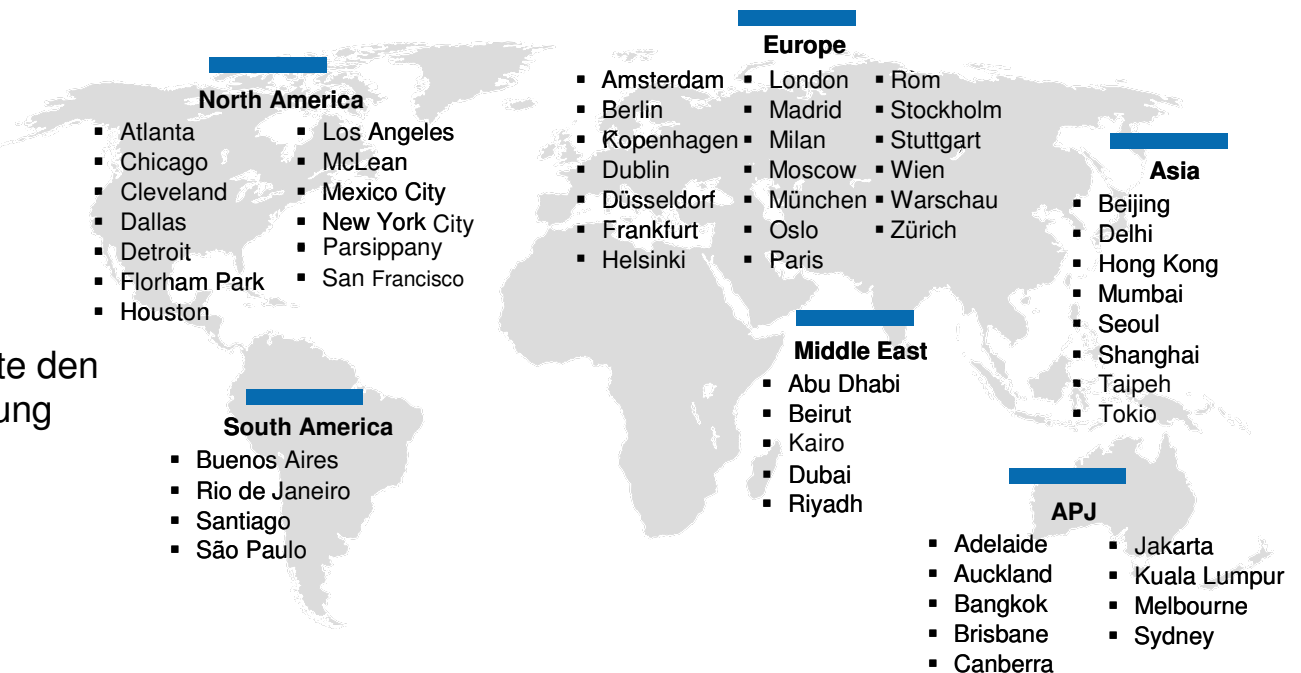 Europe
Amsterdam
Berlin
Kopenhagen
Dublin
Düsseldorf
Frankfurt
Helsinki
London
Madrid
Milan
Moscow
München
Oslo
Paris
Rom
Stockholm
Stuttgart
Wien
Warschau
Zürich
North America
Atlanta
Chicago
Cleveland
Dallas
Detroit
Florham Park
Houston
Los Angeles
McLean
Mexico City
New York City
Parsippany
San Francisco
Asia
Beijing
Delhi
Hong Kong
Mumbai
Seoul
Shanghai
Taipeh
Tokio
te den
ung
Middle East
Abu Dhabi
Beirut
Kairo
Dubai
Riyadh
South America
Buenos Aires
Rio de Janeiro
Santiago
São Paulo
APJ
Adelaide
Auckland
Bangkok
Brisbane
Canberra
Jakarta
Kuala Lumpur
Melbourne
Sydney